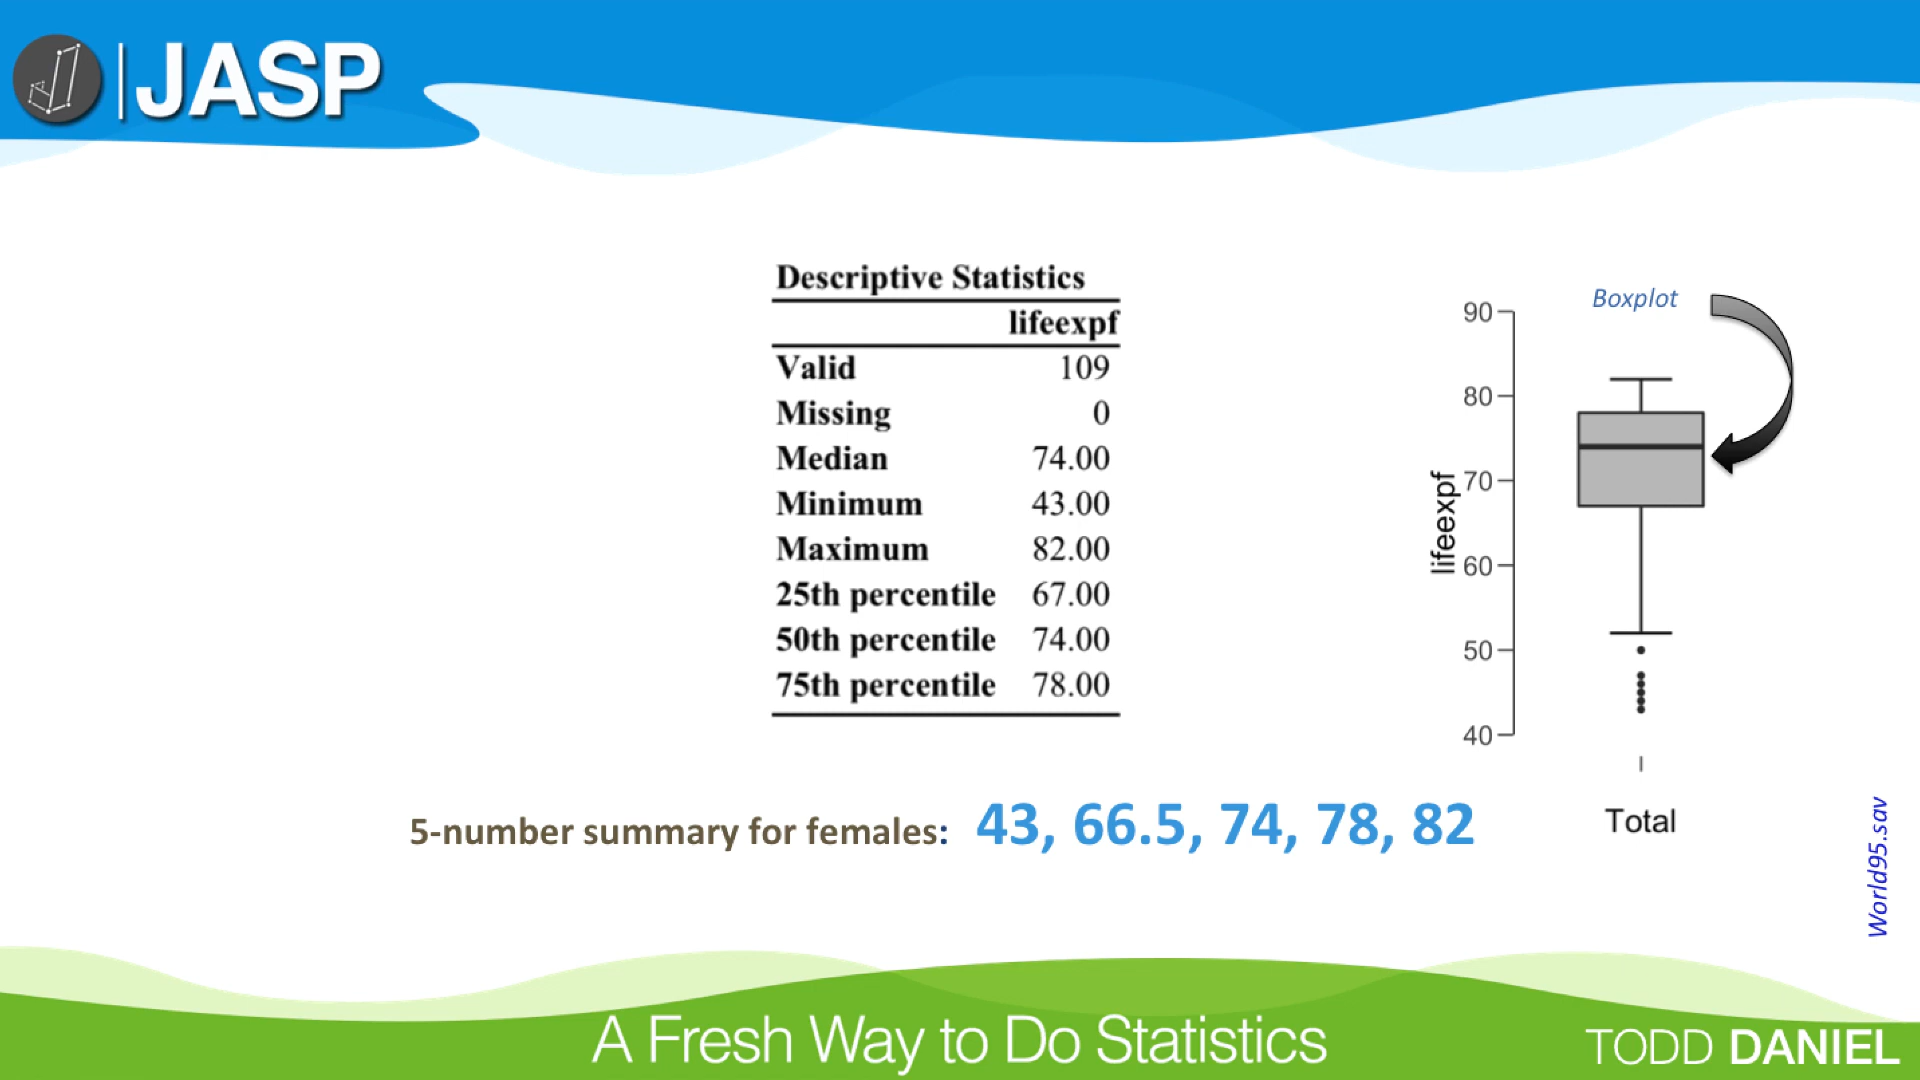 JASP
Descriptive Statistics
lifeexpf
Valid 109
Missing 0
Median 74.00
Minimum 43.00
Maximum 82.00
25th percentile 67.00
50th percentile 74.00
75th percentile 78.00
Boxplot
90
80
70
60
50
40
lifeexpf
Total
5-number summary for females: 43, 66.5, 74, 78, 82
World95.sav
A Fresh Way to Do Statistics
TODD DANIEL